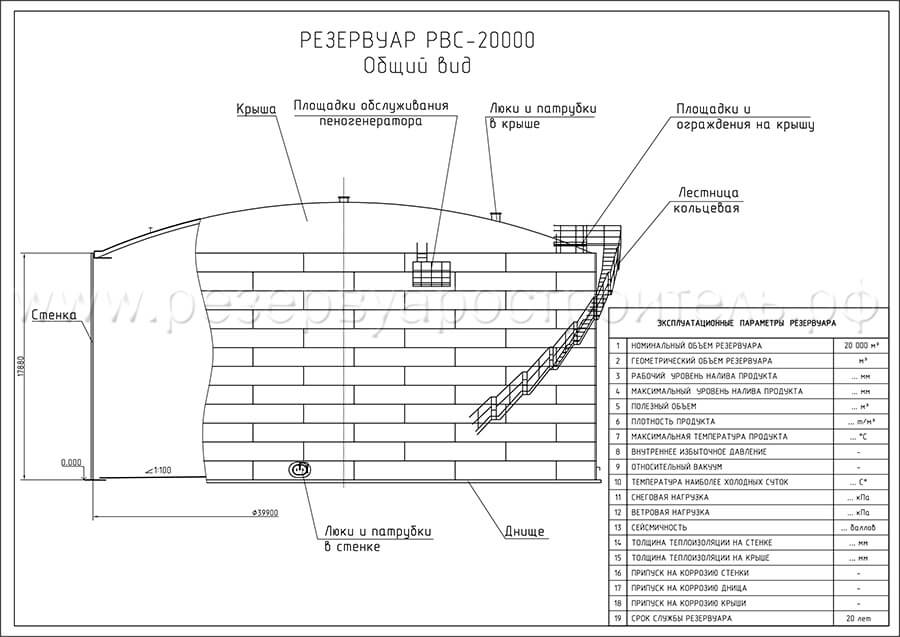 РЕЗЕРВУАР РВС-20000
Общий вид
Крыша
Площадки обслуживания
пеногенератора
Люки и патрубки
в крыше
Площадки и
ограждения на крышу
Лестница
кольцевая
www.резервуаростроитель.рф
Стенка
17880
0.000
1:100
Ф39900
Люки и патрубки
в стенке
Днище
ЭКСПЛУАТАЦИОННЫЕ ПАРАМЕТРЫ РЕЗЕРВУАРА
1 НОМИНАЛЬНЫЙ ОБЪЕМ РЕЗЕРВУАРА 20 000 м³
2 ГЕОМЕТРИЧЕСКИЙ ОБЪЕМ РЕЗЕРВУАРА м³
3 РАБОЧИЙ УРОВЕНЬ НАЛИВА ПРОДУКТА ... мм
4 МАКСИМАЛЬНЫЙ УРОВЕНЬ НАЛИВА ПРОДУКТА ... мм
5 ПОЛЕЗНЫЙ ОБЪЕМ ... м³
6 ПЛОТНОСТЬ ПРОДУКТА ... т/м³
7 МАКСИМАЛЬНАЯ ТЕМПЕРАТУРА ПРОДУКТА ... °С
8 ВНУТРЕННЕЕ ИЗБЫТОЧНОЕ ДАВЛЕНИЕ -
9 ОТНОСИТЕЛЬНО ВАКУУМ -
10 ТЕМПЕРАТУРА НАИБОЛЕЕ ХОЛОДНЫХ СУТОК ... С°
11 СНЕГОВАЯ НАГРУЗКА ... кПа
12 ВЕТРОВАЯ НАГРУЗКА ... кПа
13 СЕЙСМИЧНОСТЬ ... баллов
14 ТОЛЩИНА ТЕПЛОИЗОЛЯЦИИ НА СТЕНКЕ ... мм
15 ТОЛЩИНА ТЕПЛОИЗОЛЯЦИИ НА КРЫШЕ ... мм
16 ПРИПУСК НА КОРРОЗИЮ СТЕНКИ -
17 ПРИПУСК НА КОРРОЗИЮ ДНИЩА -
18 ПРИПУСК НА КОРРОЗИЮ КРЫШИ -
19 СРОК СЛУЖБЫ РЕЗЕРВУАРА 20 лет